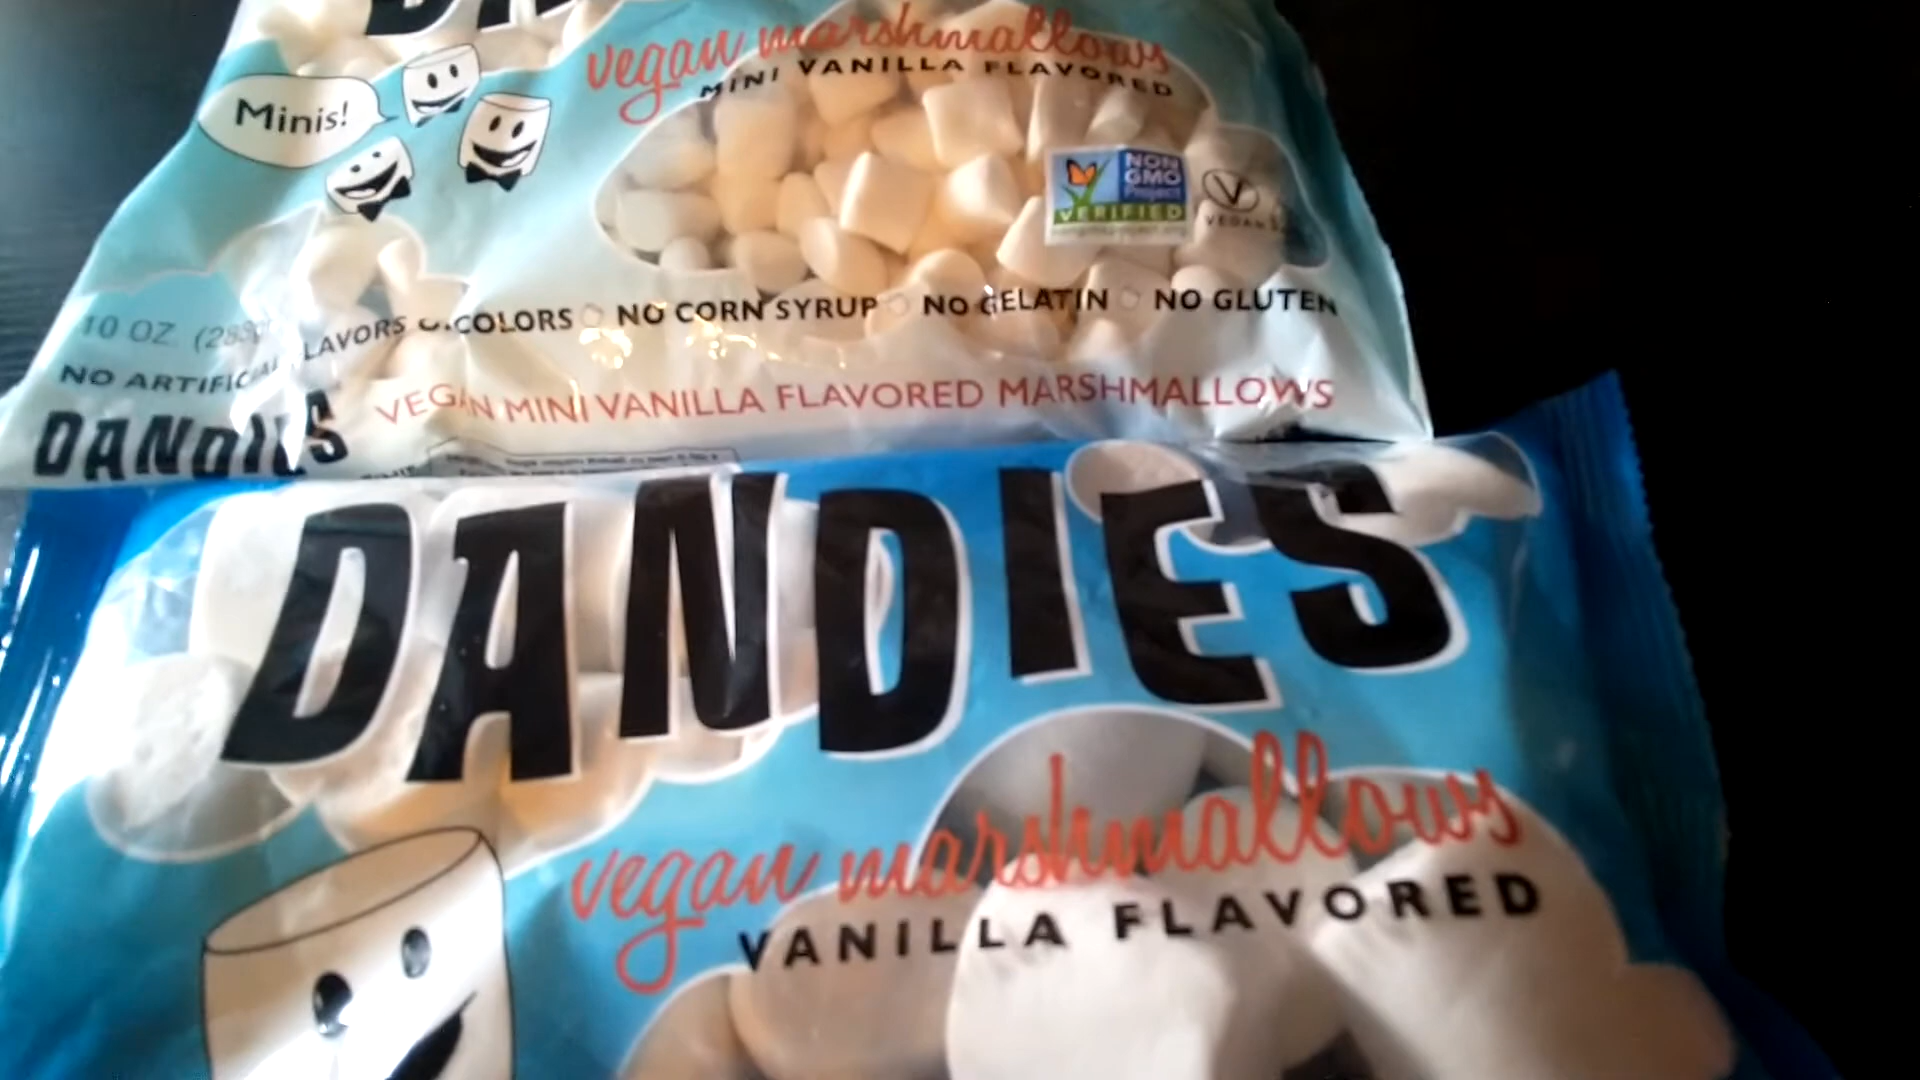 vegan marshmallows
MINI VANILLA FLAVORED
Minis!
NON
GMO
Project
VERIFIED
V
VEGAN
10 OZ
NO ARTIFICIAL FLAVORS COLORS NO CORN SYRUP NO GELATIN NO GLUTEN
DANDIES VEGAN MINI VANILLA FLAVORED MARSHMALLOWS
DANDIES
vegan marshmallows
VANILLA FLAVORED